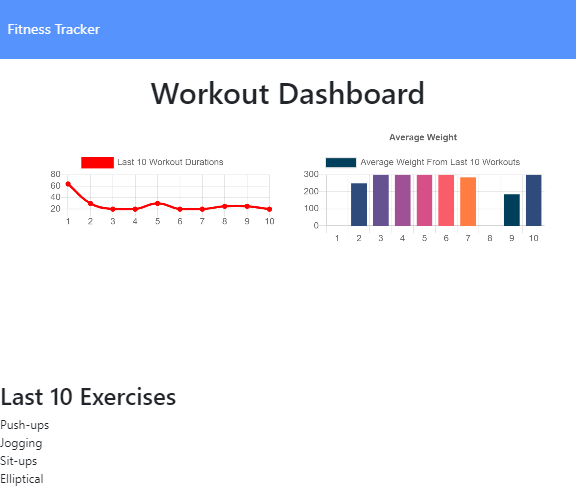 Fitness Tracker
Workout Dashboard
Last 10 Workout Durations
80
60
40
20
1 2 3 4 5 6 7 8 9 10
Average Weight
Average Weight From Last 10 Workouts
300
200
100
0
1 2 3 4 5 6 7 8 9 10
Last 10 Exercises
Push-ups
Jogging
Sit-ups
Elliptical